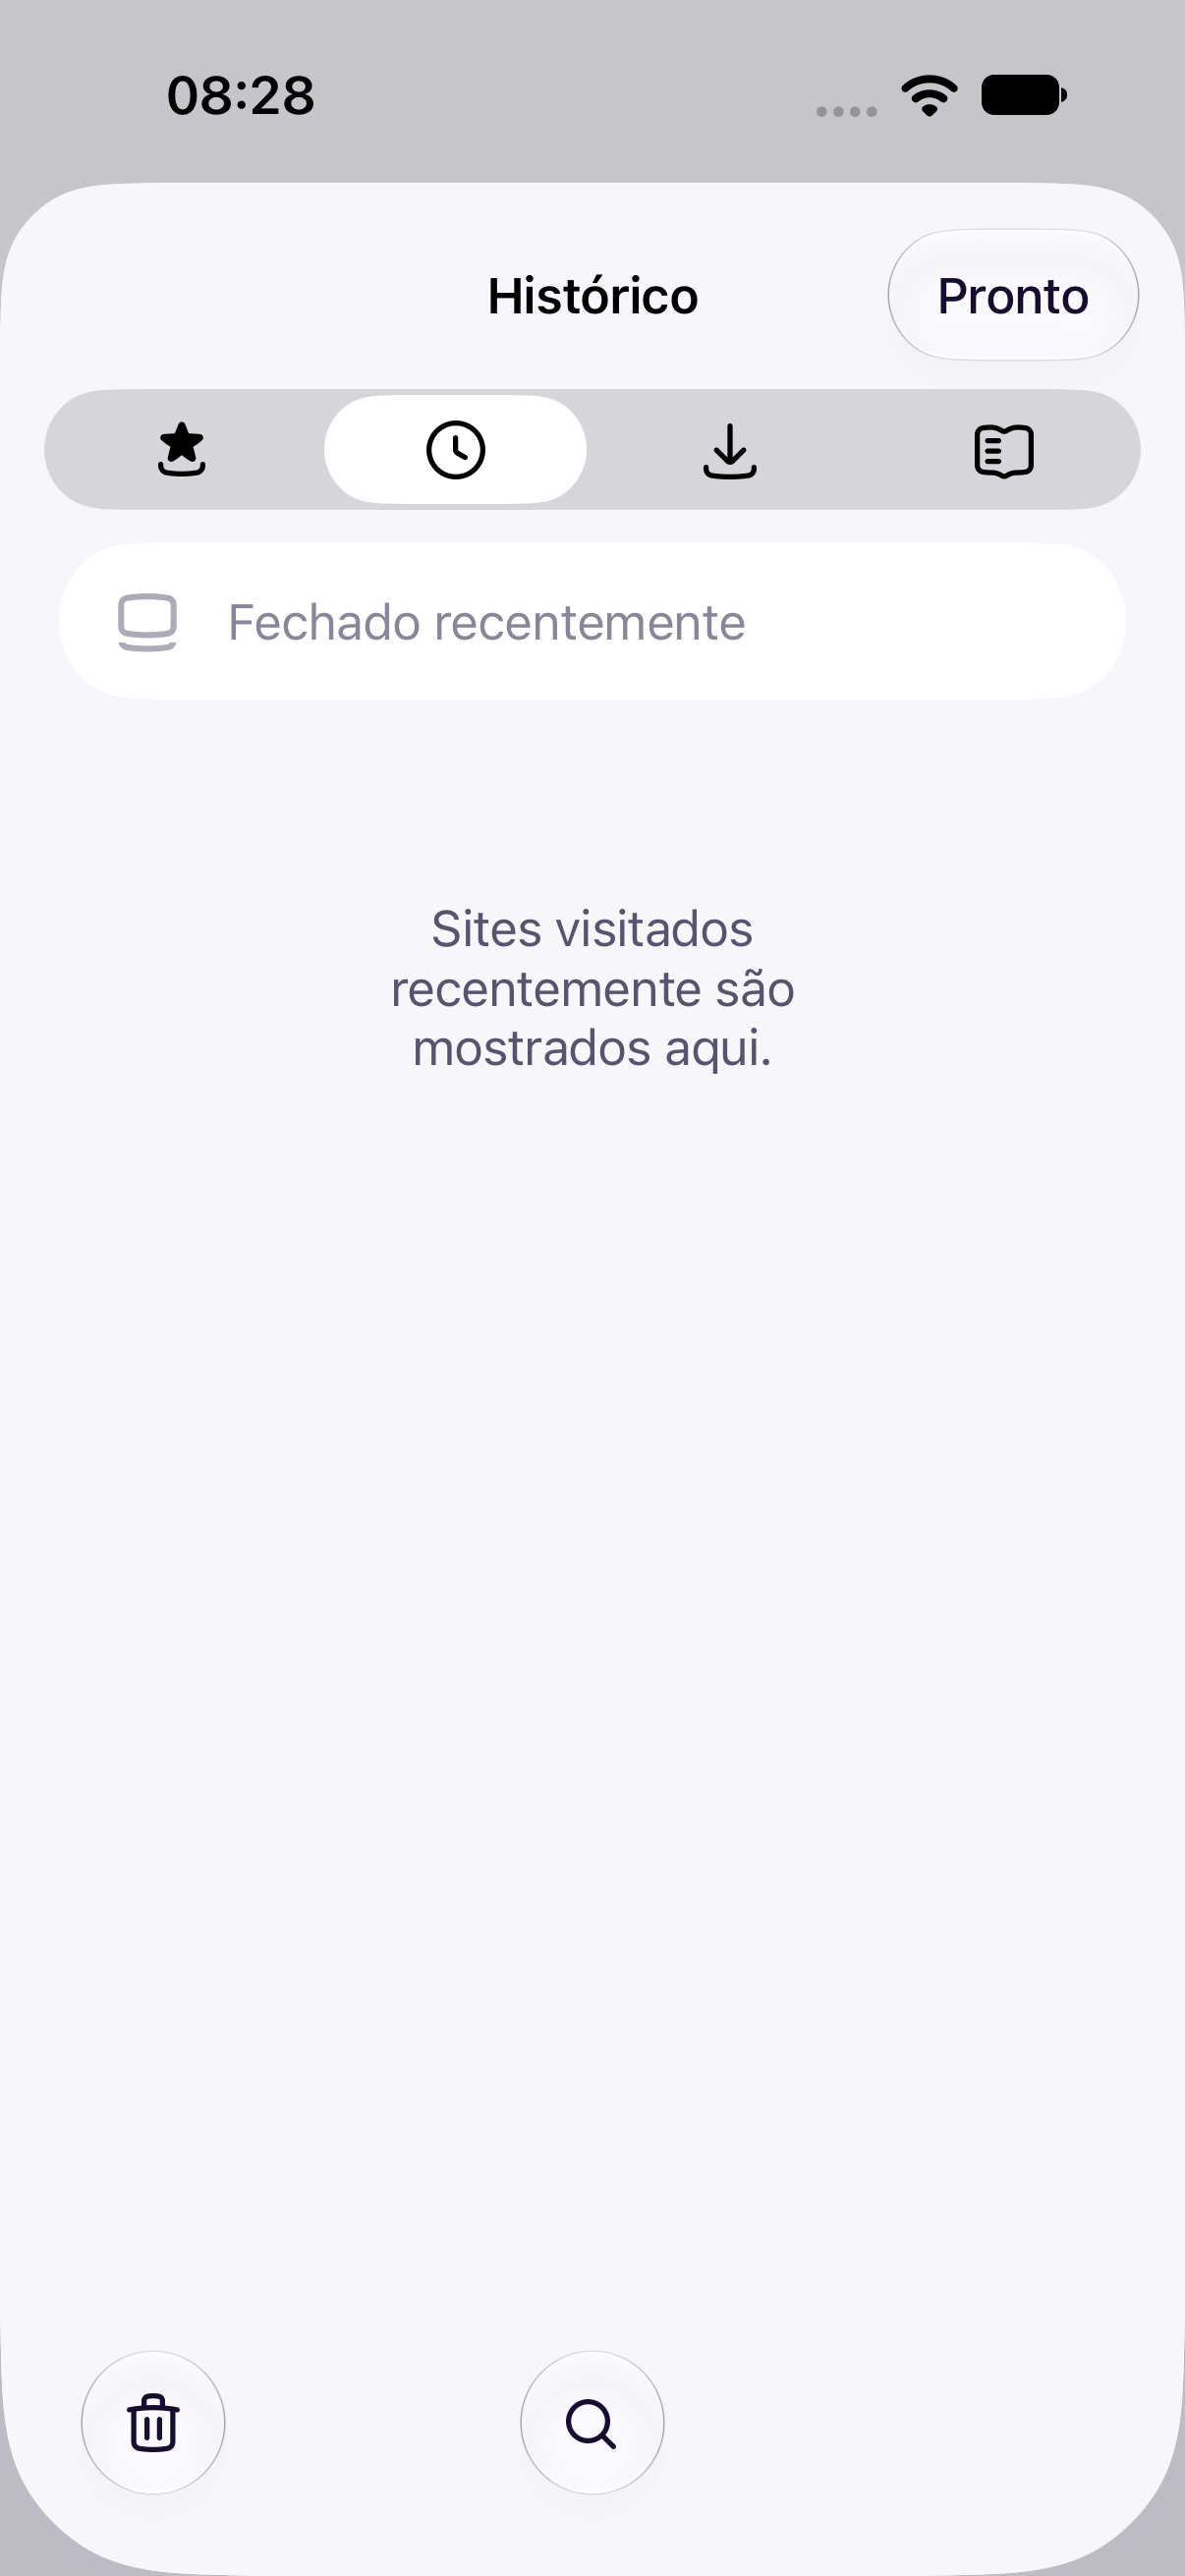 08:28
Histórico
Pronto
Fechado recentemente
Sites visitados
recentemente são
mostrados aqui.